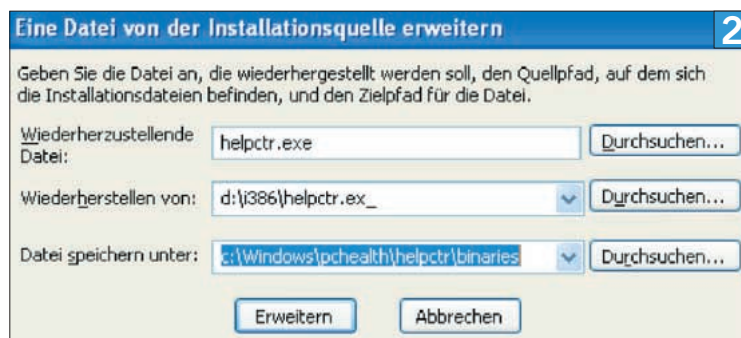 Eine Datei von der Installationsquelle erweitern
2
Geben Sie die Datei an, die wiederhergestellt werden soll, den Quellpfad, auf dem sich
die Installationsdateien befinden, und den Zielpfad für die Datei.
Wiederherzustellende
Datei:
helpctr.exe
Durchsuchen...
Wiederherstellen von:
d:\i386\helpctr.ex_
Durchsuchen...
Datei speichern unter:
c:\Windows\pchealth\helpctr\binaries
Durchsuchen...
Erweitern
Abbrechen